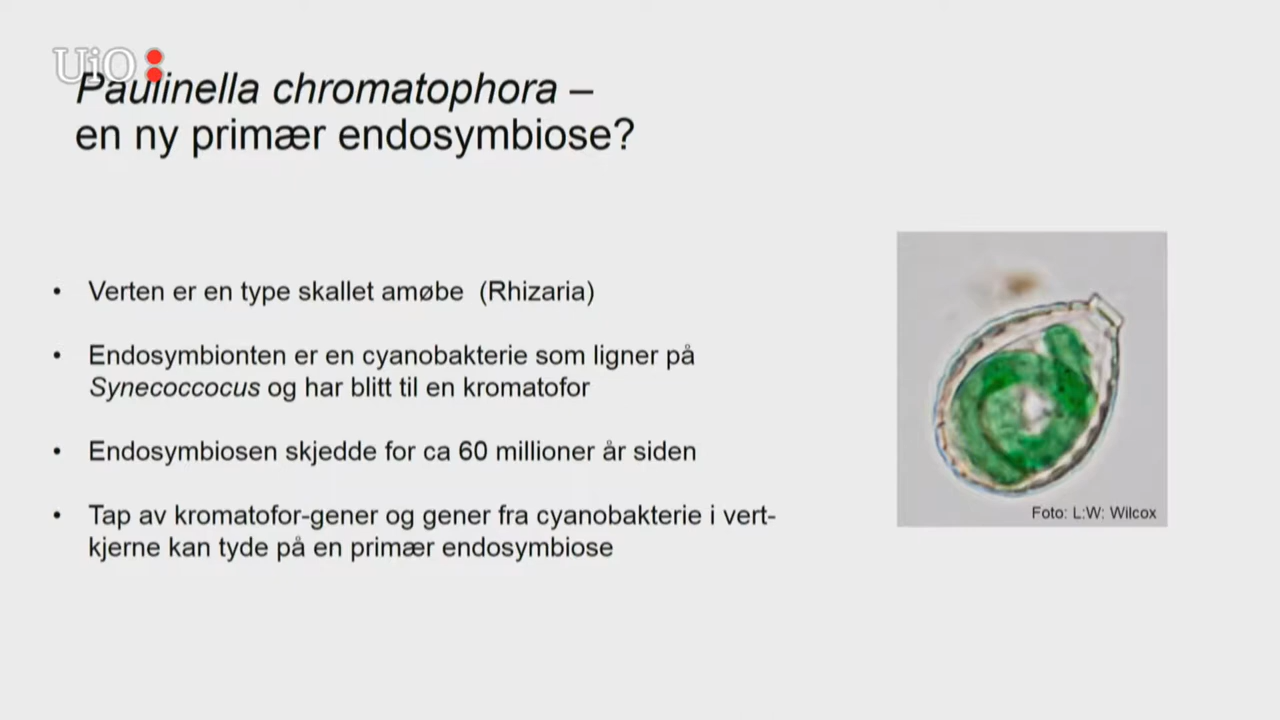 UiO:
Paulinella chromatophora –
en ny primær endosymbiose?
• Verten er en type skallet amøbe (Rhizaria)
• Endosymbionten er en cyanobakterie som ligner på
Synecoccocus og har blitt til en kromatofor
• Endosymbiosen skjedde for ca 60 millioner år siden
• Tap av kromatofor-gener og gener fra cyanobakterie i vert-
kjerne kan tyde på en primær endosymbiose
Foto: L:W: Wilcox